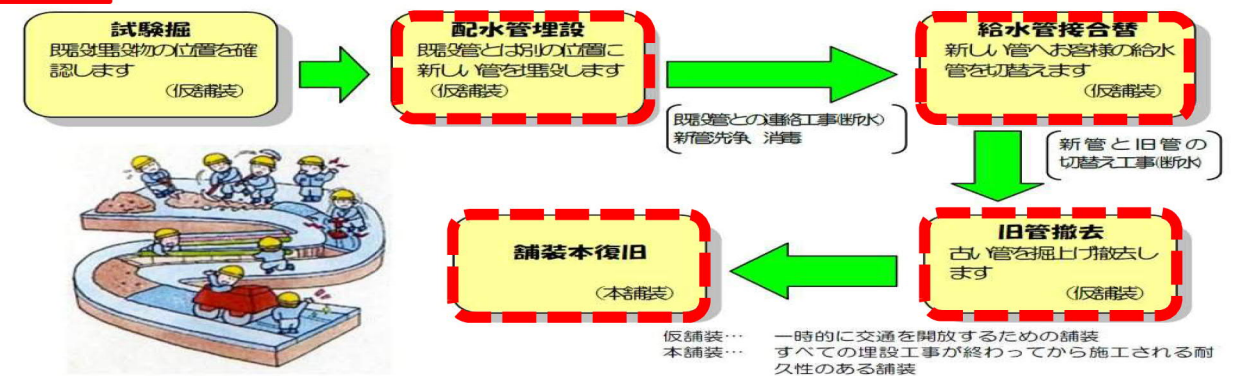 試験掘
既設埋設物の位置を確
認します
(仮舗装)
配水管埋設
既設管とは別の位置に
新しい管を埋設します
(仮舗装)
給水管接合替
新しい管へお客様の給水
管を切替えます
(仮舗装)
既設管との連絡工事(断水)
新管洗浄、消毒
新管と旧管の
切替え工事(断水)
旧管撤去
古い管を掘上げ撤去し
ます
(仮舗装)
舗装本復旧
(本舗装)
仮舗装… 一時的に交通を開放するための舗装
本舗装… すべての埋設工事が終わってから施工される耐
久性のある舗装